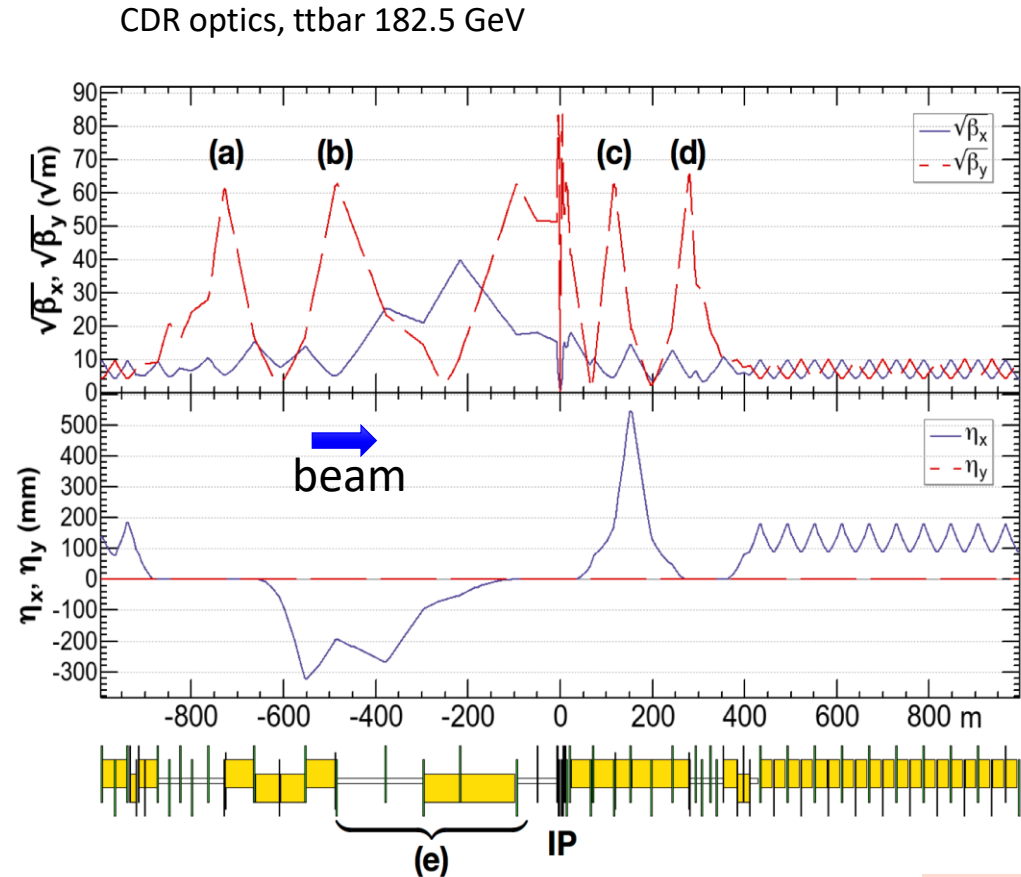 CDR optics, ttbar 182.5 GeV
√βx, √βy (√m)
90
80
70
60
50
40
30
20
10
0
(a) (b) (c) (d)
√βx
√βy
ηx, ηy (mm)
500
400
300
200
100
0
-100
-200
-300
beam
ηx
ηy
-800 -600 -400 -200 0 200 400 600 800 m
(e)
IP